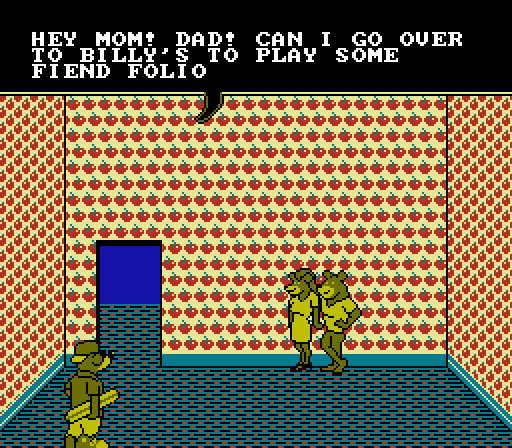 HEY MOM! DAD! CAN I GO OVER
TO BILLY'S TO PLAY SOME
FIEND FOLIO